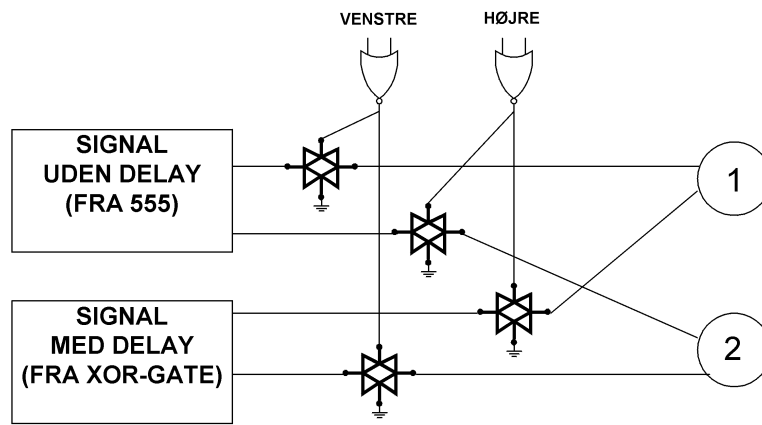 VENSTRE
HØJRE
SIGNAL
UDEN DELAY
(FRA 555)
1
SIGNAL
MED DELAY
(FRA XOR-GATE)
2